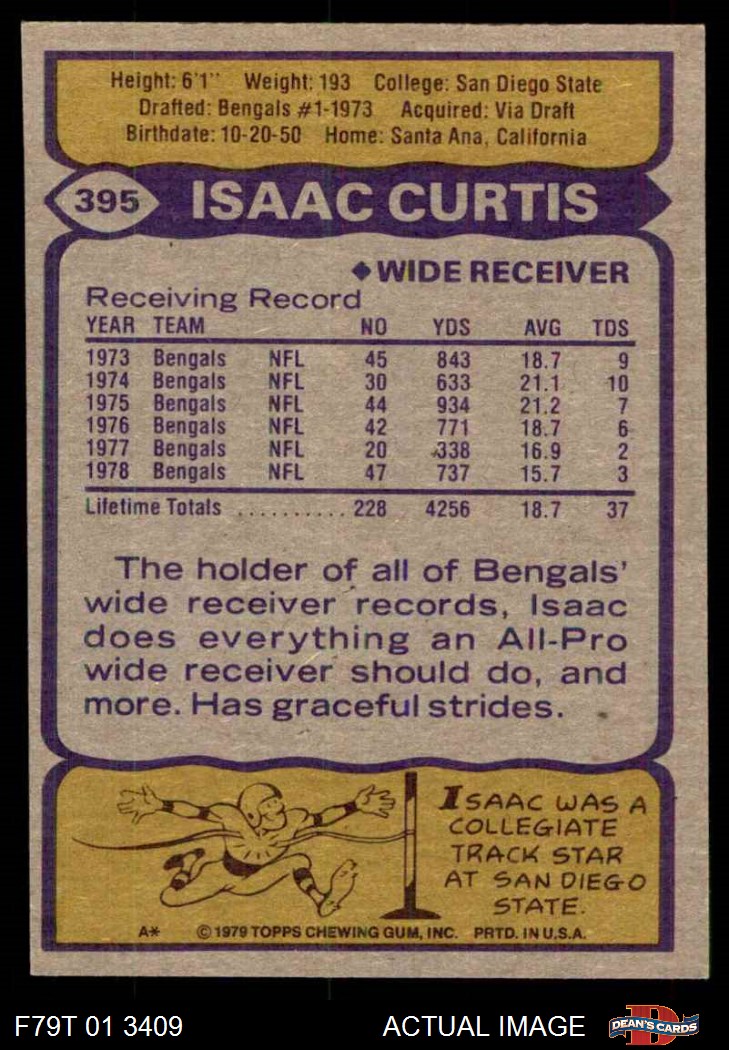 Height: 6'1" Weight: 193 College: San Diego State
Drafted: Bengals #1-1973 Acquired: Via Draft
Birthdate: 10-20-50 Home: Santa Ana, California
395 ISAAC CURTIS
◆WIDE RECEIVER
Receiving Record
YEAR TEAM NO YDS AVG TDS
1973 Bengals NFL 45 843 18.7 9
1974 Bengals NFL 30 633 21.1 10
1975 Bengals NFL 44 934 21.2 7
1976 Bengals NFL 42 771 18.7 6
1977 Bengals NFL 20 338 16.9 2
1978 Bengals NFL 47 737 15.7 3
Lifetime Totals .......... 228 4256 18.7 37
The holder of all of Bengals'
wide receiver records, Isaac
does everything an All-Pro
wide receiver should do, and
more. Has graceful strides.
ISAAC WAS A
COLLEGIATE
TRACK STAR
AT SAN DIEGO
STATE.
A* © 1979 TOPPS CHEWING GUM, INC. PRTD. IN U.S.A.
F79T 01 3409 ACTUAL IMAGE D DEAN'S CARDS